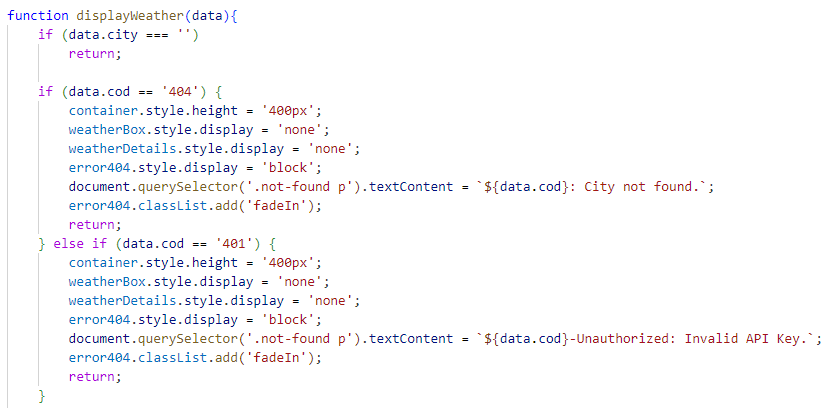 function displayWeather(data){
    if (data.city === '')
        return;

    if (data.cod == '404') {
        container.style.height = '400px';
        weatherBox.style.display = 'none';
        weatherDetails.style.display = 'none';
        error404.style.display = 'block';
        document.querySelector('.not-found p').textContent = `${data.cod}: City not found.`;
        error404.classList.add('fadeIn');
        return;
    } else if (data.cod == '401') {
        container.style.height = '400px';
        weatherBox.style.display = 'none';
        weatherDetails.style.display = 'none';
        error404.style.display = 'block';
        document.querySelector('.not-found p').textContent = `${data.cod}-Unauthorized: Invalid API Key.`;
        error404.classList.add('fadeIn');
        return;
    }